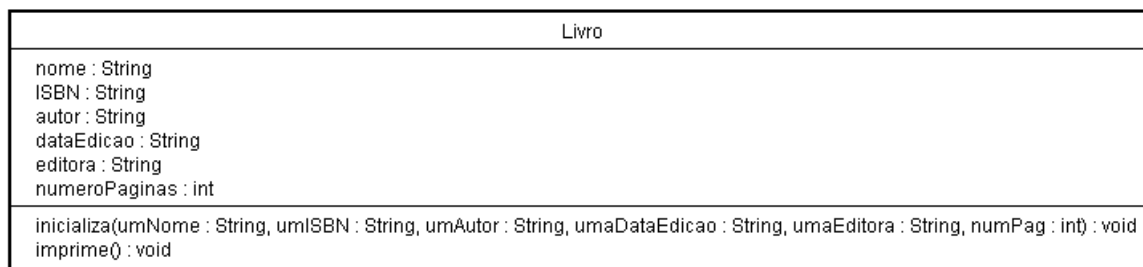 Livro
nome : String
ISBN : String
autor : String
dataEdicao : String
editora : String
numeroPaginas : int
inicializa(umNome : String, umISBN : String, umAutor : String, umaDataEdicao : String, umaEditora : String, numPag : int) : void
imprime() : void